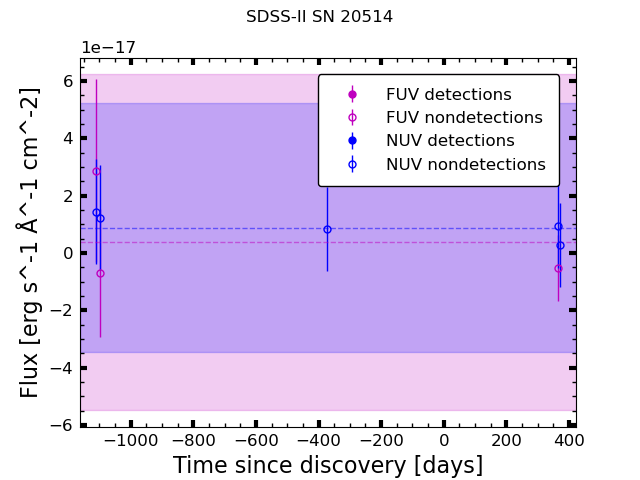 SDSS-II SN 20514
1e−17
FUV detections
FUV nondetections
NUV detections
NUV nondetections
6
4
2
0
−2
−4
−6
Flux [erg s^-1 Å^-1 cm^-2]
−1000 −800 −600 −400 −200 0 200 400
Time since discovery [days]